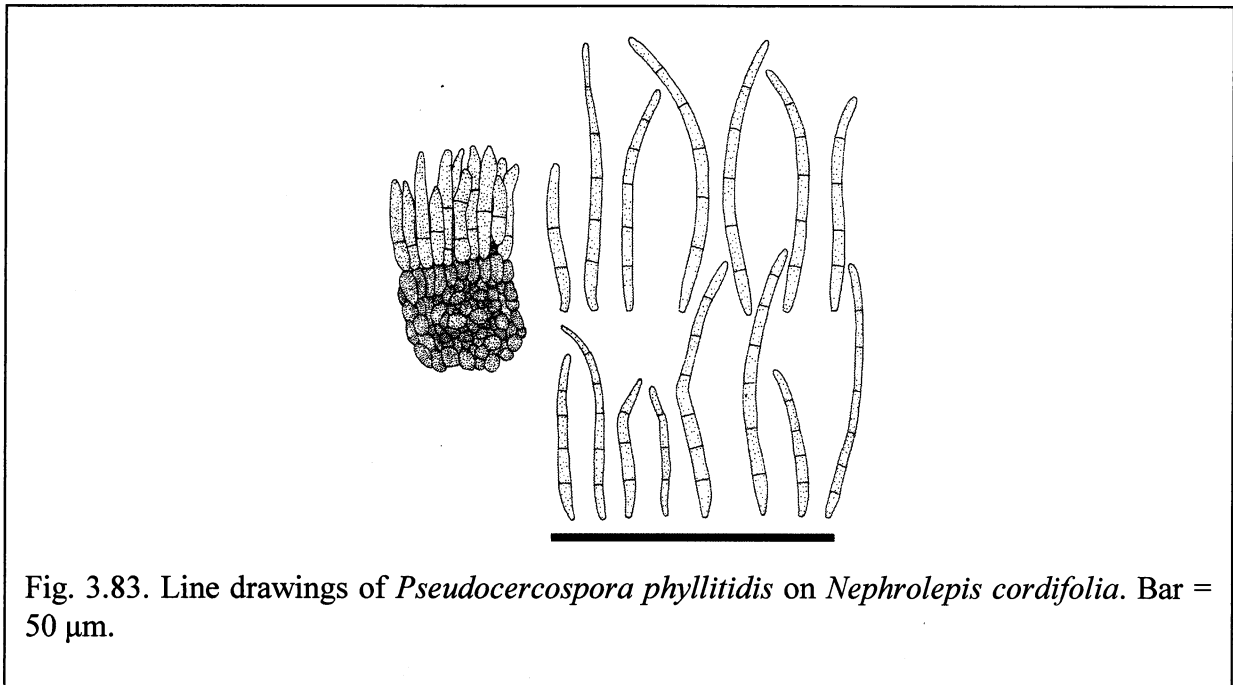 Fig. 3.83. Line drawings of Pseudocercospora phyllitidis on Nephrolepis cordifolia. Bar =
50 μm.